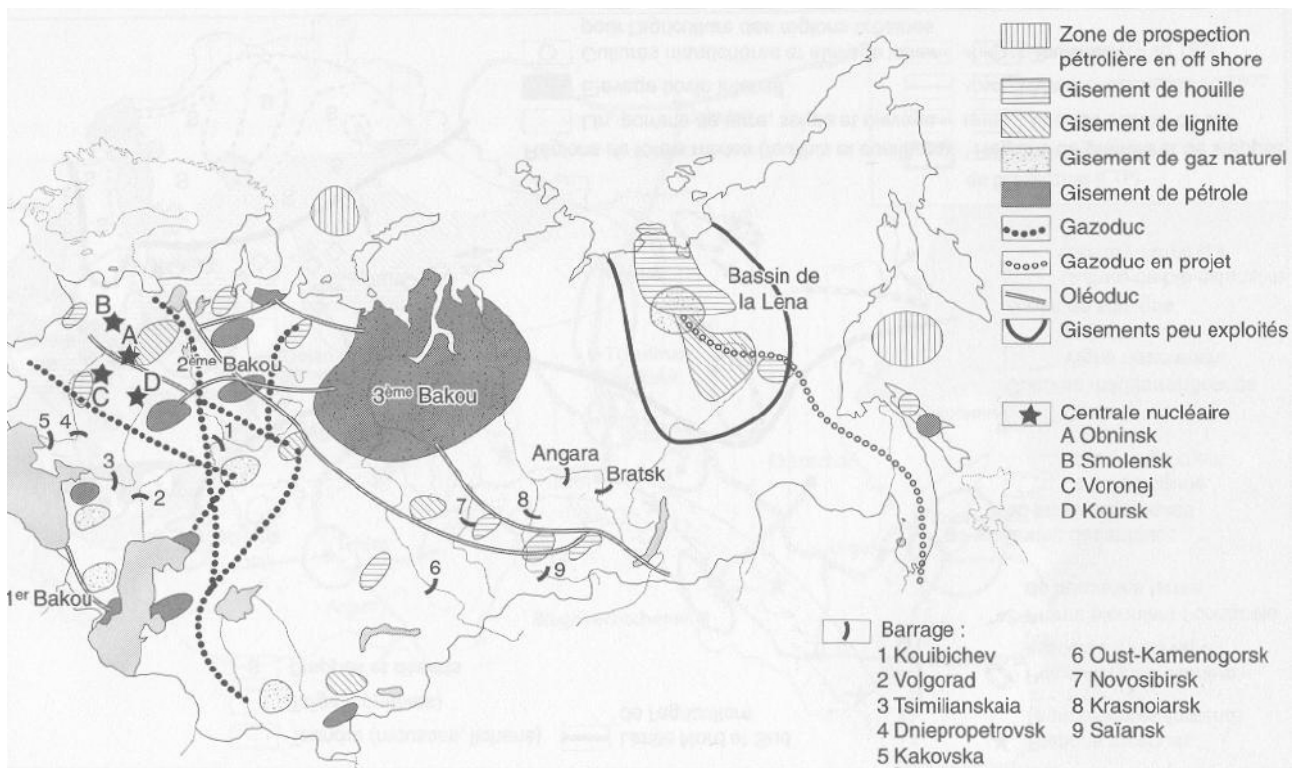 Zone de prospection
pétrolière en off shore
Gisement de houille
Gisement de lignite
Gisement de gaz naturel
Gisement de pétrole
Gazoduc
Gazoduc en projet
Oléoduc
Gisements peu exploités
Centrale nucléaire
A Obninsk
B Smolensk
C Voronej
D Koursk
Bassin de
la Léna
B
A
2ème Bakou
C
D
3ème Bakou
5
4
1
3
2
Angara
Bratsk
7
8
6
9
1er Bakou
Barrage :
1 Kouibichev
2 Volgorad
3 Tsimilianskaia
4 Dniepropetrovsk
5 Kakovska
6 Oust-Kamenogorsk
7 Novosibirsk
8 Krasnoiarsk
9 Saïansk